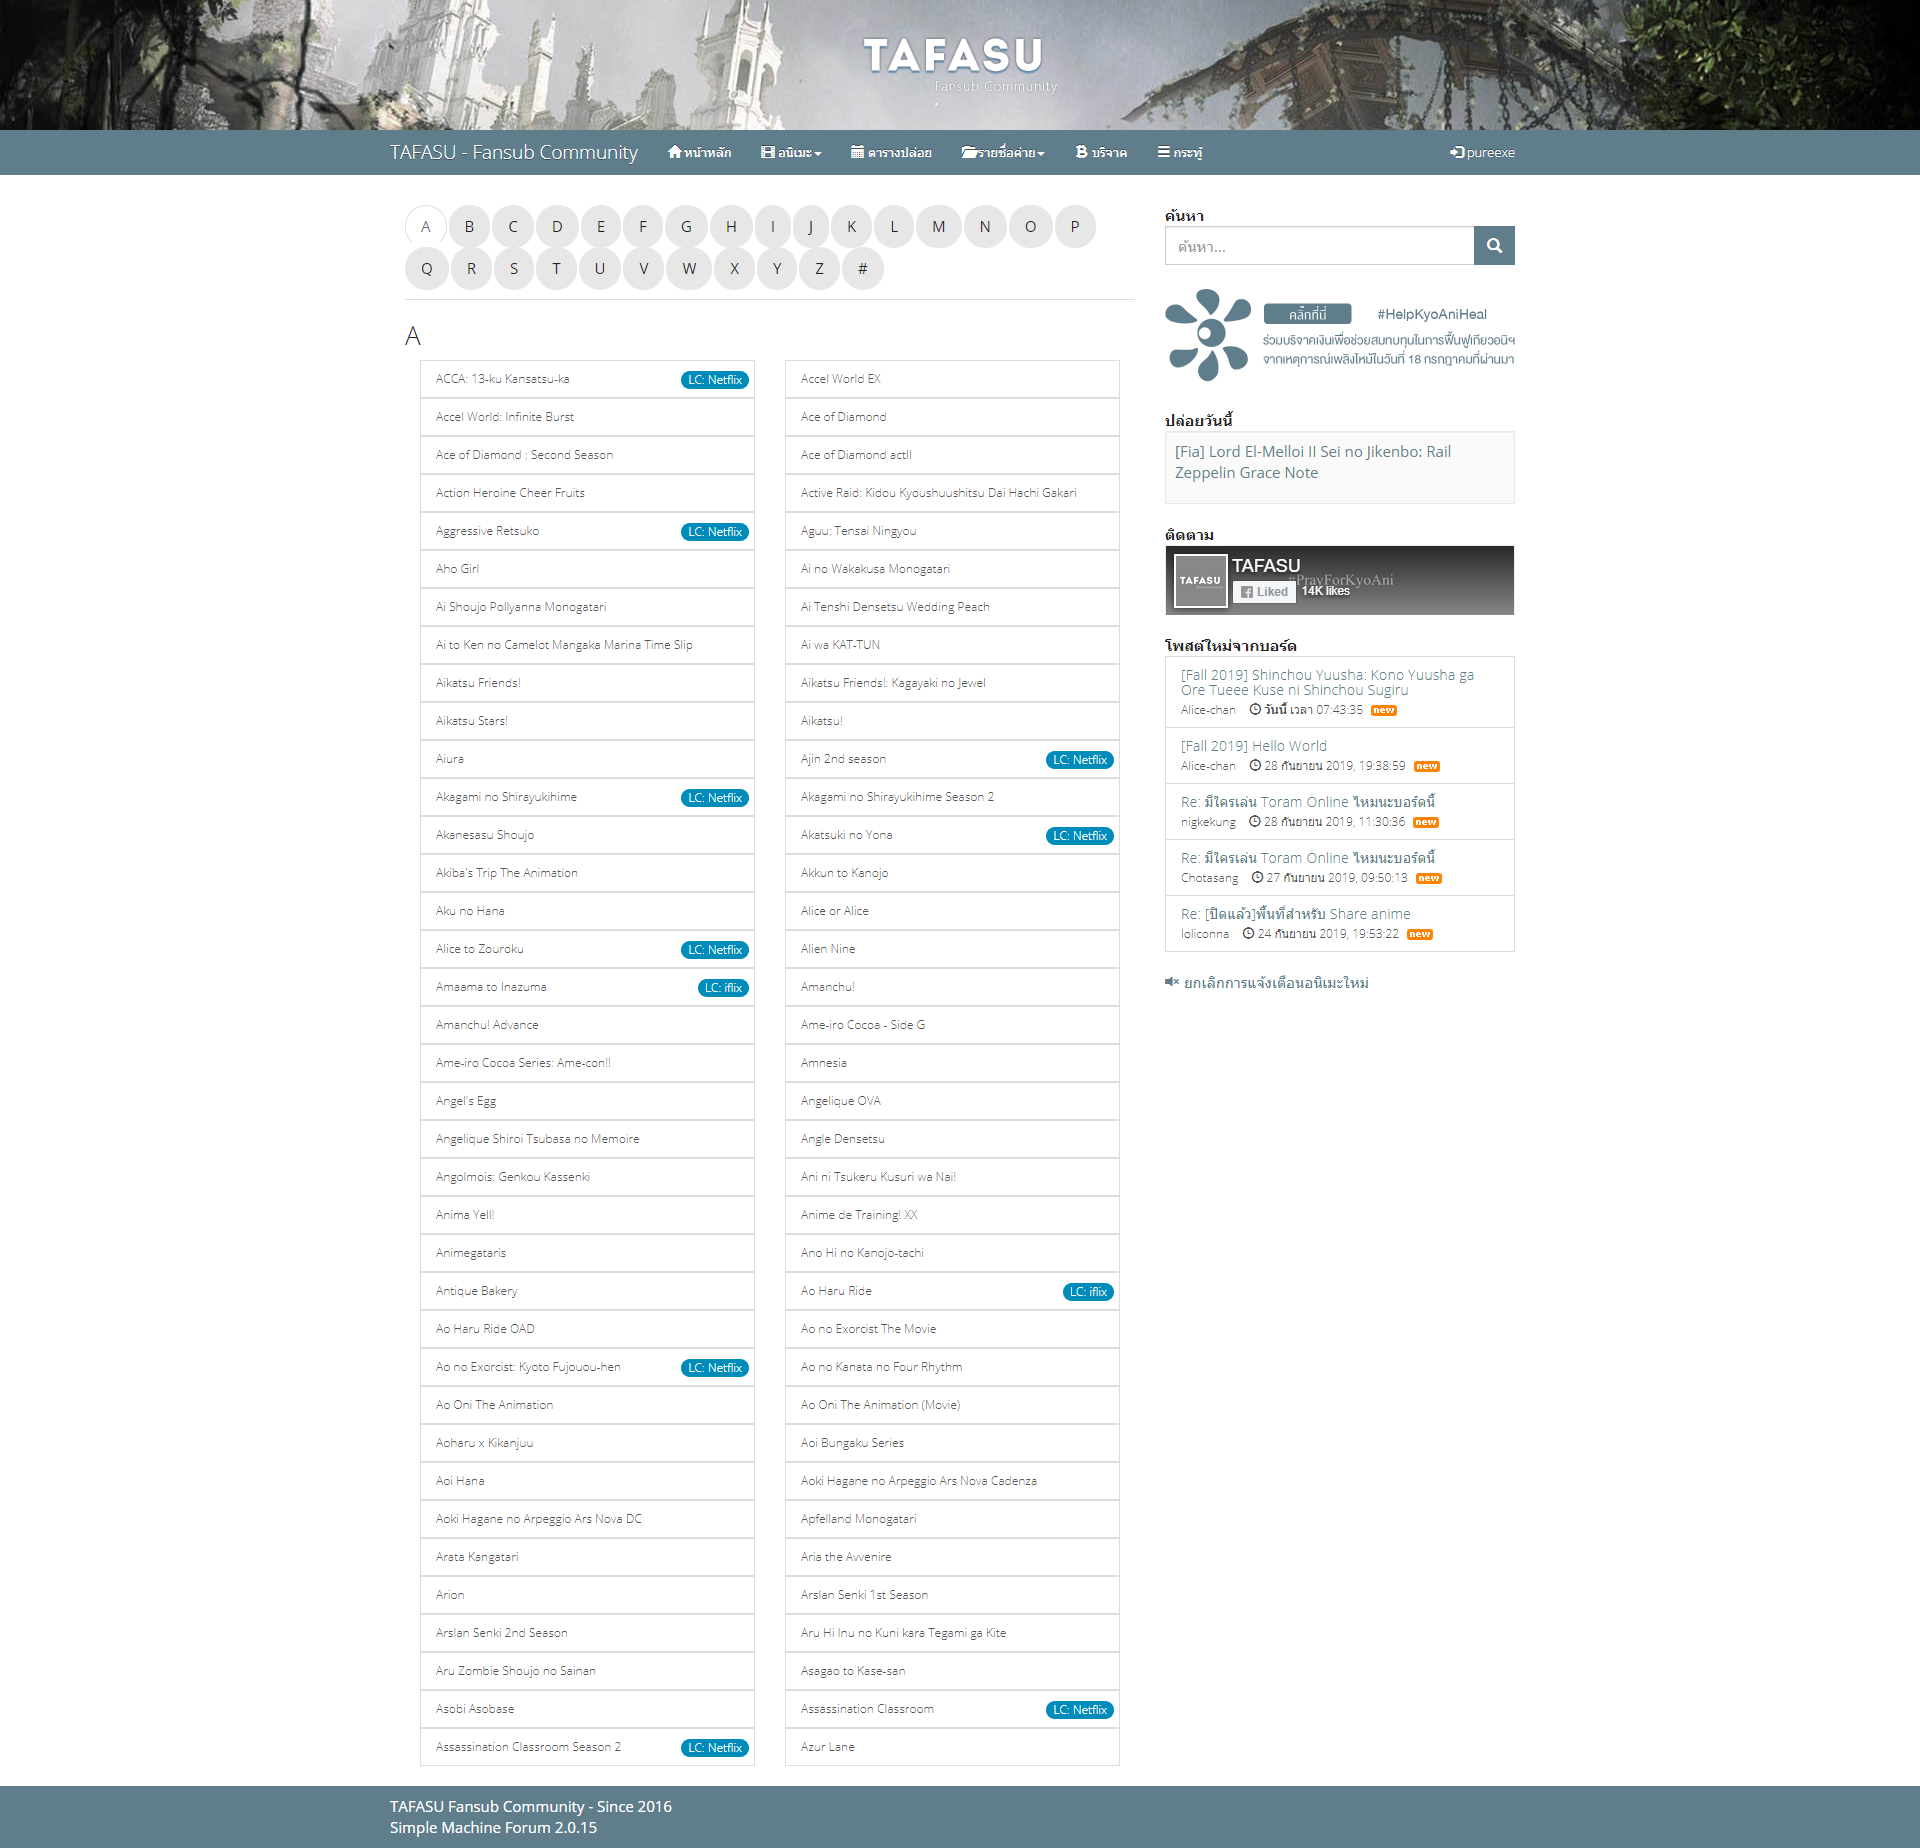 TAFASU
Fansub Community
TAFASU - Fansub Community
หน้าหลัก
อนิเมะ
ตารางปล่อย
รายชื่อค่าย
บริจาค
กระทู้
pureexe
A B C D E F G H I J K L M N O P
Q R S T U V W X Y Z #
A
ACCA: 13-ku Kansatsu-ka LC: Netflix
Accel World EX
Accel World: Infinite Burst
Ace of Diamond
Ace of Diamond : Second Season
Ace of Diamond actII
Action Heroine Cheer Fruits
Active Raid: Kidou Kyoushuushitsu Dai Hachi Gakari
Aggressive Retsuko LC: Netflix
Aguu: Tensai Ningyou
Aho Girl
Ai no Wakakusa Monogatari
Ai Shoujo Pollyanna Monogatari
Ai Tenshi Densetsu Wedding Peach
Ai to Ken no Camelot Mangaka Marina Time Slip
Ai wa KAT-TUN
Aikatsu Friends!
Aikatsu Friends!: Kagayaki no Jewel
Aikatsu Stars!
Aikatsu!
Aiura
Ajin 2nd season LC: Netflix
Akagami no Shirayukihime LC: Netflix
Akagami no Shirayukihime Season 2
Akanesasu Shoujo
Akatsuki no Yona LC: Netflix
Akiba's Trip The Animation
Akkun to Kanojo
Aku no Hana
Alice or Alice
Alice to Zouroku LC: Netflix
Alien Nine
Amaama to Inazuma LC: iflix
Amanchu!
Amanchu! Advance
Ame-iro Cocoa - Side G
Ame-iro Cocoa Series: Ame-con!!
Amnesia
Angel's Egg
Angelique OVA
Angelique Shiroi Tsubasa no Memoire
Angle Densetsu
Angolmois: Genkou Kassenki
Ani ni Tsukeru Kusuri wa Nai!
Anima Yell!
Anime de Training! XX
Animegataris
Ano Hi no Kanojo-tachi
Antique Bakery
Ao Haru Ride LC: iflix
Ao Haru Ride OAD
Ao no Exorcist The Movie
Ao no Exorcist: Kyoto Fujouou-hen LC: Netflix
Ao no Kanata no Four Rhythm
Ao Oni The Animation
Ao Oni The Animation (Movie)
Aoharu x Kikanjuu
Aoi Bungaku Series
Aoi Hana
Aoki Hagane no Arpeggio Ars Nova Cadenza
Aoki Hagane no Arpeggio Ars Nova DC
Apfelland Monogatari
Arata Kangatari
Aria the Avvenire
Arion
Arslan Senki 1st Season
Arslan Senki 2nd Season
Aru Hi Inu no Kuni kara Tegami ga Kite
Aru Zombie Shoujo no Sainan
Asagao to Kase-san
Asobi Asobase
Assassination Classroom LC: Netflix
Assassination Classroom Season 2 LC: Netflix
Azur Lane
ค้นหา
ค้นหา...
คลิ๊กที่นี่ #HelpKyoAniHeal
ร่วมบริจาคเงินเพื่อช่วยสมทบทุนในการฟื้นฟูเกียวอนิฯ
จากเหตุการณ์เพลิงไหม้ในวันที่ 18 กรกฎาคมที่ผ่านมา
ปล่อยวันนี้
[Fia] Lord El-Melloi II Sei no Jikenbo: Rail
Zeppelin Grace Note
ติดตาม
TAFASU
TAFASU
#PrayForKyoAni
Liked 14K likes
โพสต์ใหม่จากบอร์ด
[Fall 2019] Shinchou Yuusha: Kono Yuusha ga
Ore Tueee Kuse ni Shinchou Sugiru
Alice-chan วันนี้ เวลา 07:43:35 new
[Fall 2019] Hello World
Alice-chan 28 กันยายน 2019, 19:38:59 new
Re: มีใครเล่น Toram Online ไหมนะบอร์ดนี้
nigkekung 28 กันยายน 2019, 11:30:36 new
Re: มีใครเล่น Toram Online ไหมนะบอร์ดนี้
Chotasang 27 กันยายน 2019, 09:50:13 new
Re: [ปิดแล้ว]พื้นที่สำหรับ Share anime
loliconna 24 กันยายน 2019, 19:53:22 new
ยกเลิกการแจ้งเตือนอนิเมะใหม่
TAFASU Fansub Community - Since 2016
Simple Machine Forum 2.0.15